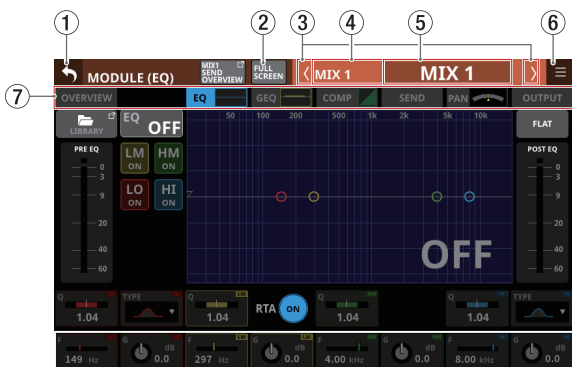 1
2
3
4
5
6
MODULE (EQ)
MIX1 SEND OVERVIEW
FULL SCREEN
MIX 1
MIX 1
7
OVERVIEW
EQ
GEQ
COMP
SEND
PAN
OUTPUT
LIBRARY
EQ OFF
50 100 200 500 1k 2k 5k 10k
FLAT
PRE EQ
LM ON
HM ON
LO ON
HI ON
POST EQ
0
3
9
20
40
60
0
3
9
20
40
60
OFF
Q 1.04
TYPE
Q 1.04
RTA ON
Q 1.04
Q 1.04
TYPE
F 149 Hz
G dB 0.0
F 297 Hz
G dB 0.0
F 4.00 kHz
G dB 0.0
F 8.00 kHz
G dB 0.0